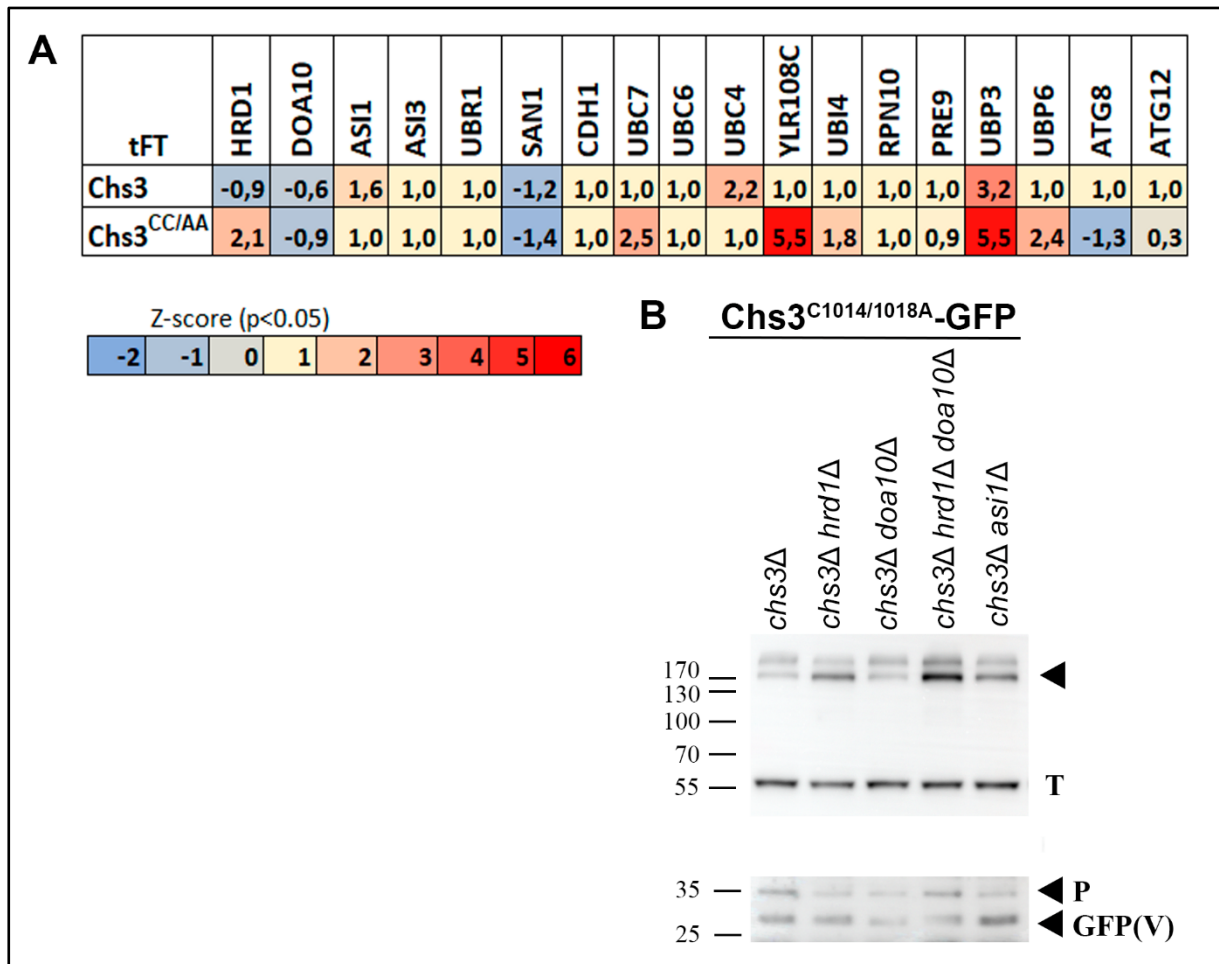 A
tFT HRD1 DOA10 ASI1 ASI3 UBR1 SAN1 CDH1 UBC7 UBC6 UBC4 YLR108C UBI4 RPN10 PRE9 UBP3 UBP6 ATG8 ATG12
Chs3 -0,9 -0,6 1,6 1,0 1,0 -1,2 1,0 1,0 1,0 2,2 1,0 1,0 1,0 1,0 3,2 1,0 1,0 1,0
Chs3CC/AA 2,1 -0,9 1,0 1,0 1,0 -1,4 1,0 2,5 1,0 1,0 5,5 1,8 1,0 0,9 5,5 2,4 -1,3 0,3
Z-score (p<0.05)
-2 -1 0 1 2 3 4 5 6
B
Chs3C1014/1018A-GFP
chs3Δ
chs3Δ hrd1Δ
chs3Δ doa10Δ
chs3Δ hrd1Δ doa10Δ
chs3Δ asi1Δ
170
130
100
70
55 T
35 P
GFP(V)
25